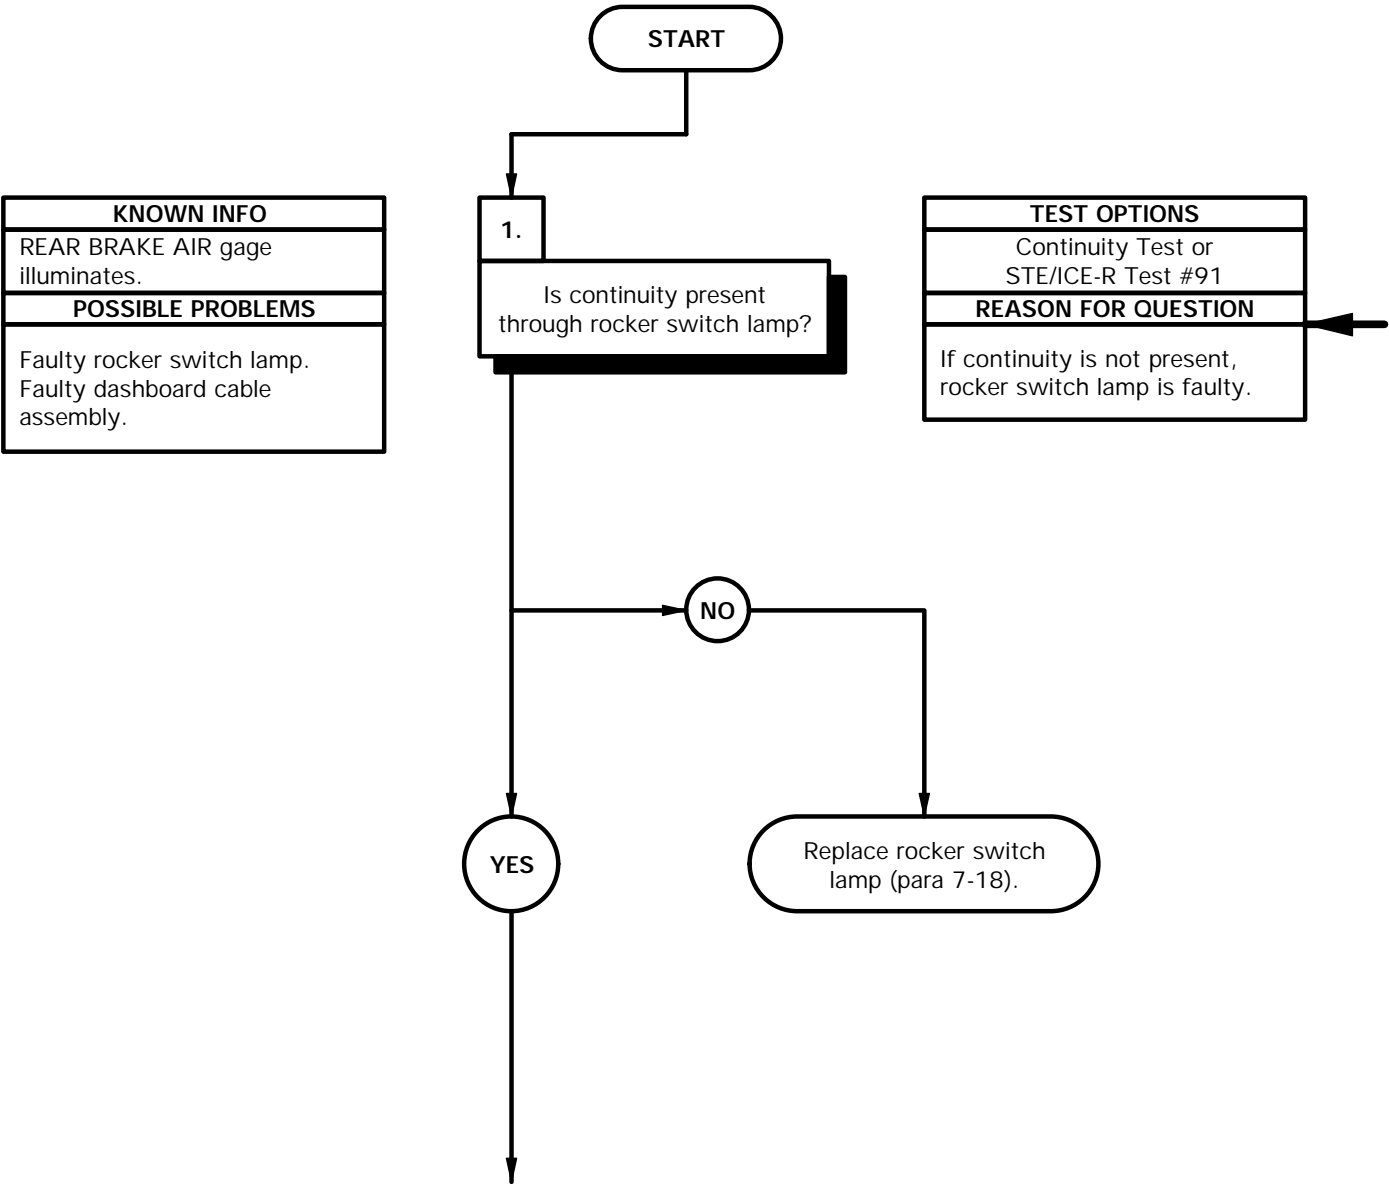 START
KNOWN INFO
REAR BRAKE AIR gage
illuminates.
POSSIBLE PROBLEMS
Faulty rocker switch lamp.
Faulty dashboard cable
assembly.
1.
Is continuity present
through rocker switch lamp?
TEST OPTIONS
Continuity Test or
STE/ICE-R Test #91
REASON FOR QUESTION
If continuity is not present,
rocker switch lamp is faulty.
NO
YES
Replace rocker switch
lamp (para 7-18).